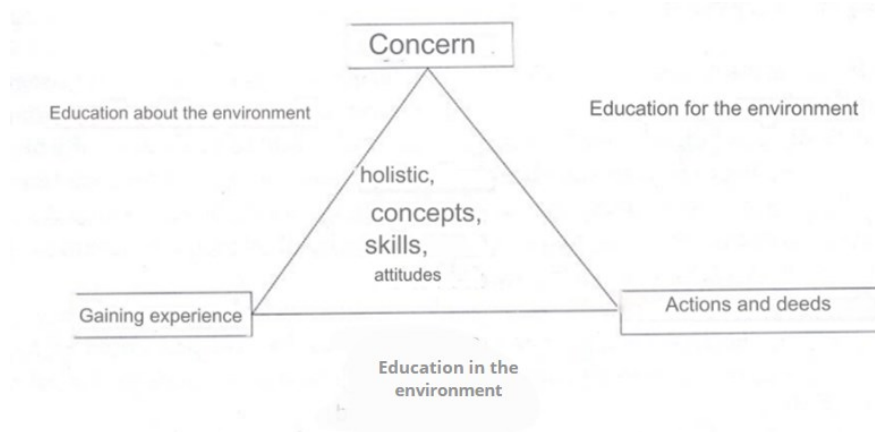 Concern
Education about the environment
Education for the environment
holistic,
concepts,
skills,
attitudes
Gaining experience
Actions and deeds
Education in the
environment